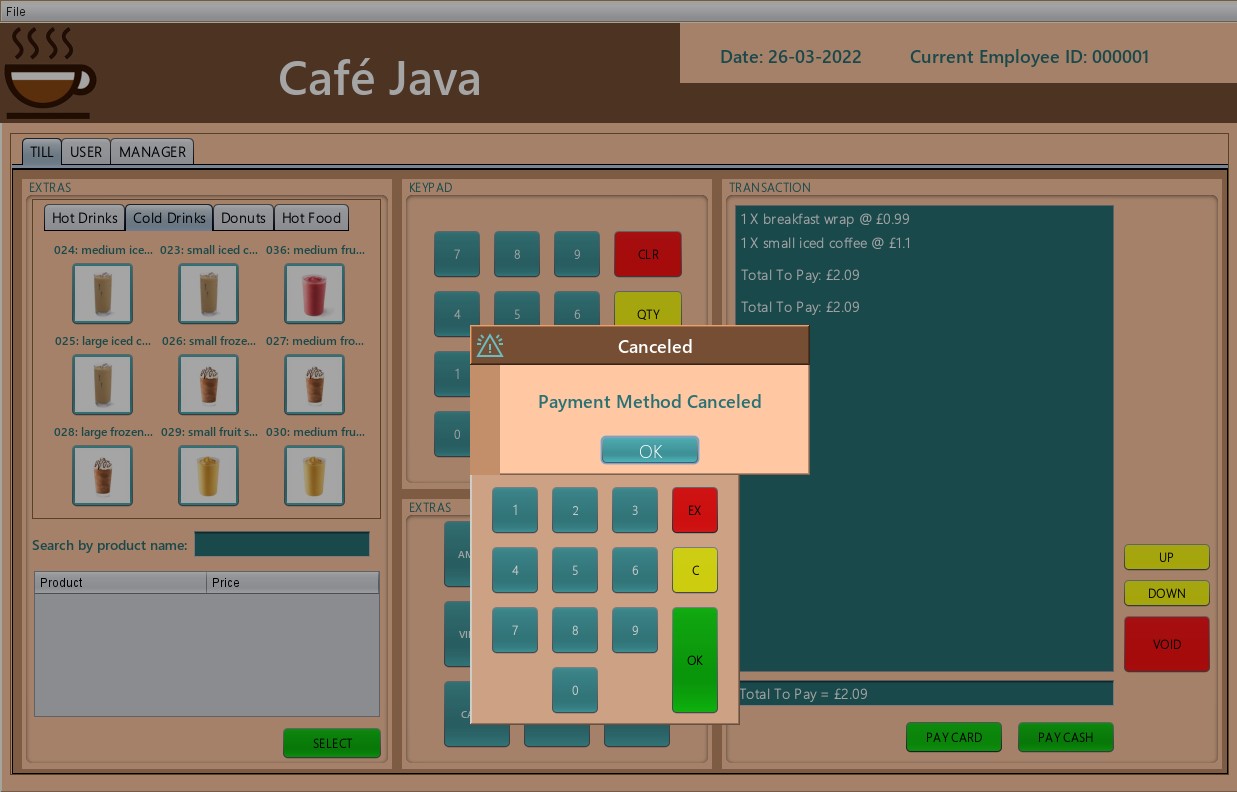 File
Café Java
Date: 26-03-2022
Current Employee ID: 000001
TILL
USER
MANAGER
EXTRAS
Hot Drinks
Cold Drinks
Donuts
Hot Food
024: medium ice...
023: small iced c...
036: medium fru...
025: large iced c...
026: small froze...
027: medium fro...
028: large frozen...
029: small fruit s...
030: medium fru...
Search by product name:
Product
Price
SELECT
KEYPAD
7
8
9
CLR
4
5
6
QTY
1
0
EXTRAS
Canceled
Payment Method Canceled
OK
1
2
3
EX
4
5
6
C
7
8
9
OK
0
TRANSACTION
1 X breakfast wrap @ £0.99
1 X small iced coffee @ £1.1
Total To Pay: £2.09
Total To Pay: £2.09
UP
DOWN
VOID
Total To Pay = £2.09
PAY CARD
PAY CASH